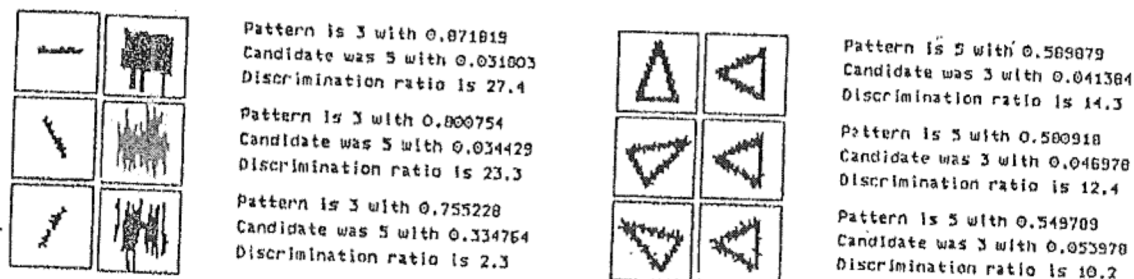 Pattern is 3 with 0.871819
Candidate was 5 with 0.031803
Discrimination ratio is 27.4
Pattern is 3 with 0.800754
Candidate was 5 with 0.034429
Discrimination ratio is 23.3
Pattern is 3 with 0.755228
Candidate was 5 with 0.334764
Discrimination ratio is 2.3
Pattern is 5 with 0.589879
Candidate was 3 with 0.041384
Discrimination ratio is 14.3
Pattern is 5 with 0.580918
Candidate was 3 with 0.046978
Discrimination ratio is 12.4
Pattern is 5 with 0.549709
Candidate was 3 with 0.053978
Discrimination ratio is 10.2